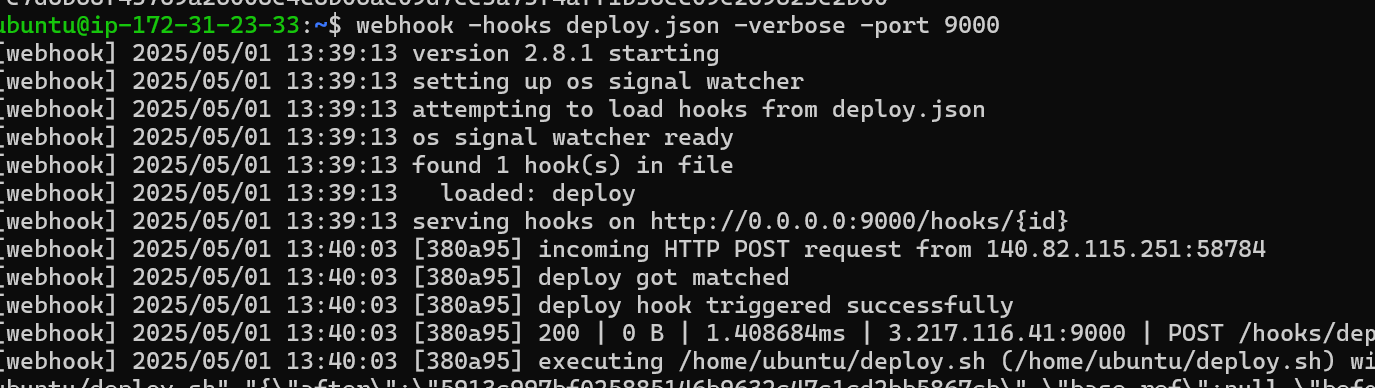 ubuntu@ip-172-31-23-33:~$ webhook -hooks deploy.json -verbose -port 9000
[webhook] 2025/05/01 13:39:13 version 2.8.1 starting
[webhook] 2025/05/01 13:39:13 setting up os signal watcher
[webhook] 2025/05/01 13:39:13 attempting to load hooks from deploy.json
[webhook] 2025/05/01 13:39:13 os signal watcher ready
[webhook] 2025/05/01 13:39:13 found 1 hook(s) in file
[webhook] 2025/05/01 13:39:13   loaded: deploy
[webhook] 2025/05/01 13:39:13 serving hooks on http://0.0.0.0:9000/hooks/{id}
[webhook] 2025/05/01 13:40:03 [380a95] incoming HTTP POST request from 140.82.115.251:58784
[webhook] 2025/05/01 13:40:03 [380a95] deploy got matched
[webhook] 2025/05/01 13:40:03 [380a95] deploy hook triggered successfully
[webhook] 2025/05/01 13:40:03 [380a95] 200 | 0 B | 1.408684ms | 3.217.116.41:9000 | POST /hooks/dep
[webhook] 2025/05/01 13:40:03 [380a95] executing /home/ubuntu/deploy.sh (/home/ubuntu/deploy.sh) wi